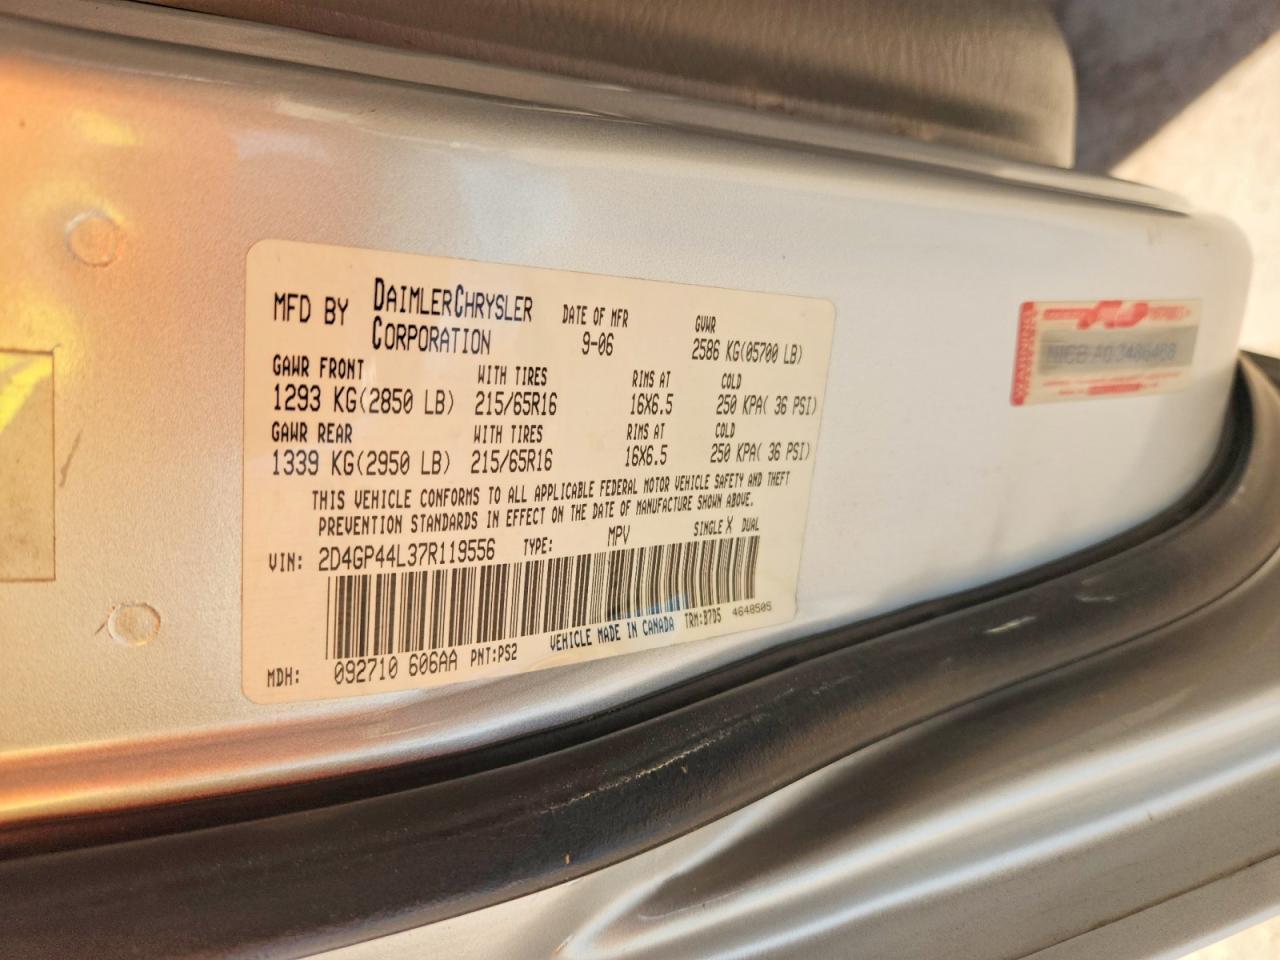 MFD BY DAIMLERCHRYSLER CORPORATION DATE OF MFR 9-06 GVWR 2586 KG(05700 LB)
GAWR FRONT WITH TIRES RIMS AT COLD
1293 KG(2850 LB) 215/65R16 16X6.5 250 KPA( 36 PSI)
GAWR REAR WITH TIRES RIMS AT COLD
1339 KG(2950 LB) 215/65R16 16X6.5 250 KPA( 36 PSI)
THIS VEHICLE CONFORMS TO ALL APPLICABLE FEDERAL MOTOR VEHICLE SAFETY AND THEFT
PREVENTION STANDARDS IN EFFECT ON THE DATE OF MANUFACTURE SHOWN ABOVE.
VIN: 2D4GP44L37R119556 TYPE: MPV SINGLE X DUAL
MDH: 092710 606AA PNT:PS2 VEHICLE MADE IN CANADA TRM:B7D5 4648505